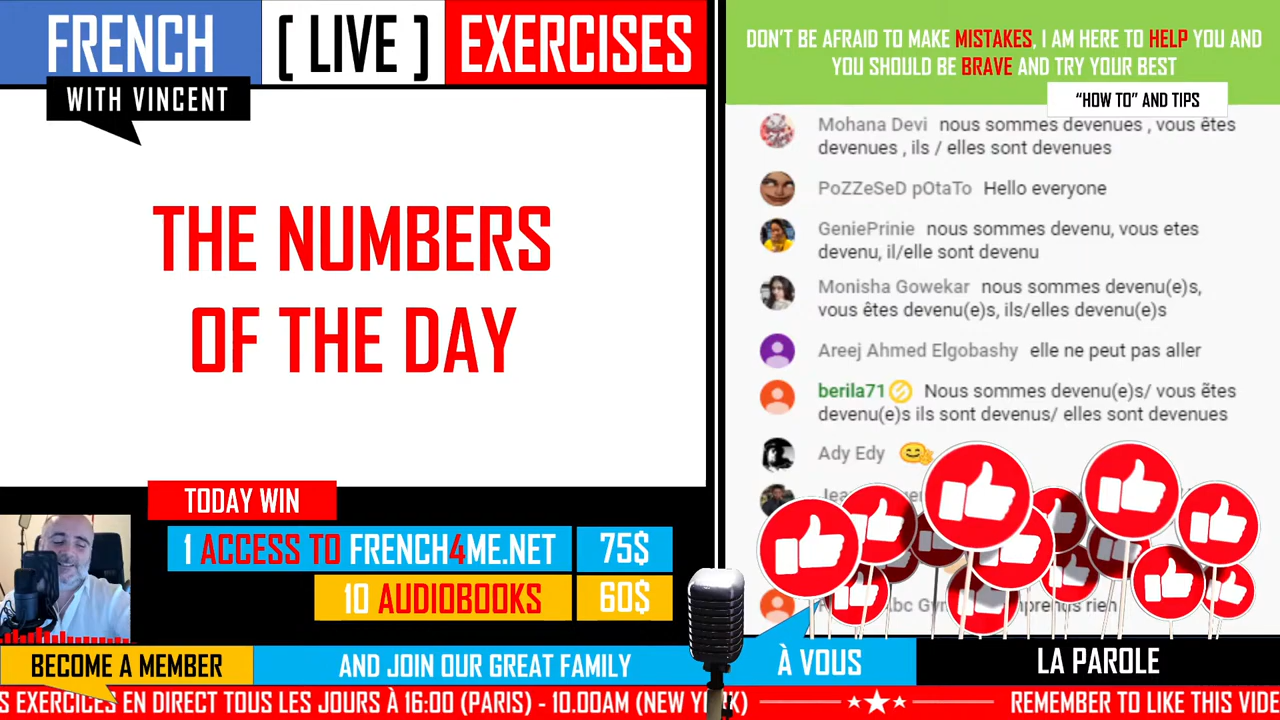 FRENCH [ LIVE ] EXERCISES
WITH VINCENT
THE NUMBERS
OF THE DAY
TODAY WIN
1 ACCESS TO FRENCH4ME.NET 75$
10 AUDIOBOOKS 60$
DON'T BE AFRAID TO MAKE MISTAKES, I AM HERE TO HELP YOU AND
YOU SHOULD BE BRAVE AND TRY YOUR BEST
“HOW TO” AND TIPS
Mohana Devi nous sommes devenues , vous êtes
devenues , ils / elles sont devenues
PoZZeSeD pOtaTo Hello everyone
GeniePrinie nous sommes devenu, vous etes
devenu, il/elle sont devenu
Monisha Gowekar nous sommes devenu(e)s,
vous êtes devenu(e)s, ils/elles devenu(e)s
Areej Ahmed Elgobashy elle ne peut pas aller
berila71 Nous sommes devenu(e)s/ vous ẽtes
devenu(e)s ils sont devenus/ elles sont devenues
Ady Edy
rien
BECOME A MEMBER AND JOIN OUR GREAT FAMILY À VOUS LA PAROLE
S EXERCICES EN DIRECT TOUS LES JOURS À 16:00 (PARIS) - 10.00AM (NEW YORK) REMEMBER TO LIKE THIS VIDE